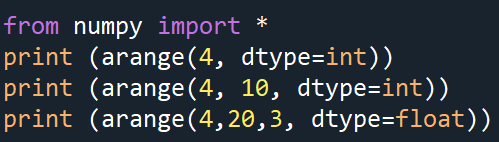 from numpy import *
print (arange(4, dtype=int))
print (arange(4, 10, dtype=int))
print (arange(4,20,3, dtype=float))